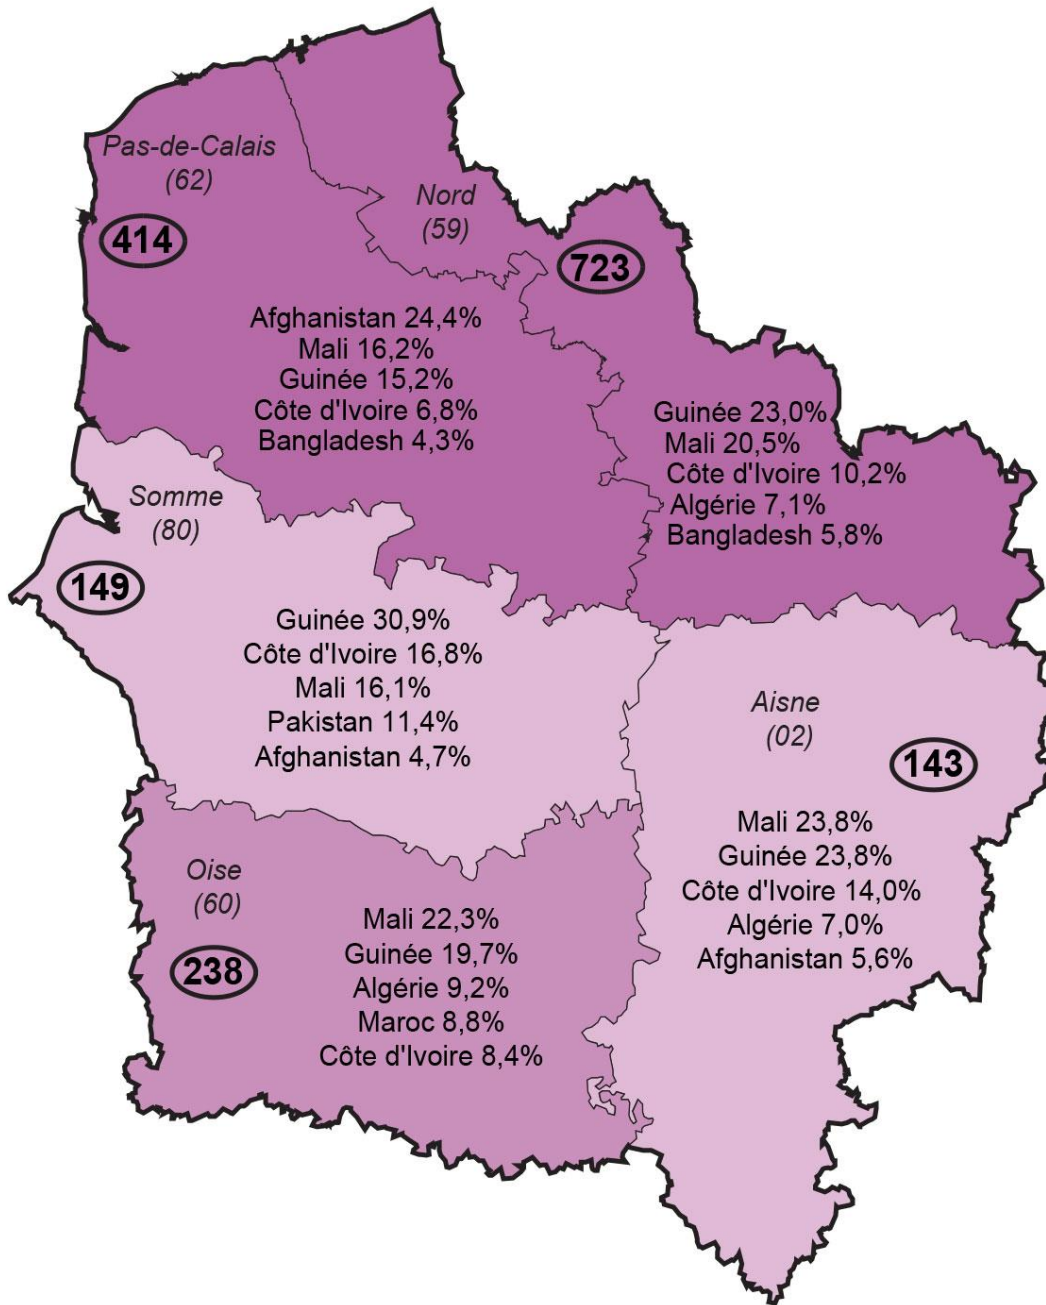 Pas-de-Calais
(62)
414
Nord
(59)
723
Afghanistan 24,4%
Mali 16,2%
Guinée 15,2%
Côte d'Ivoire 6,8%
Bangladesh 4,3%
Guinée 23,0%
Mali 20,5%
Côte d'Ivoire 10,2%
Algérie 7,1%
Bangladesh 5,8%
Somme
(80)
149
Guinée 30,9%
Côte d'Ivoire 16,8%
Mali 16,1%
Pakistan 11,4%
Afghanistan 4,7%
Aisne
(02)
143
Mali 23,8%
Guinée 23,8%
Côte d'Ivoire 14,0%
Algérie 7,0%
Afghanistan 5,6%
Oise
(60)
238
Mali 22,3%
Guinée 19,7%
Algérie 9,2%
Maroc 8,8%
Côte d'Ivoire 8,4%